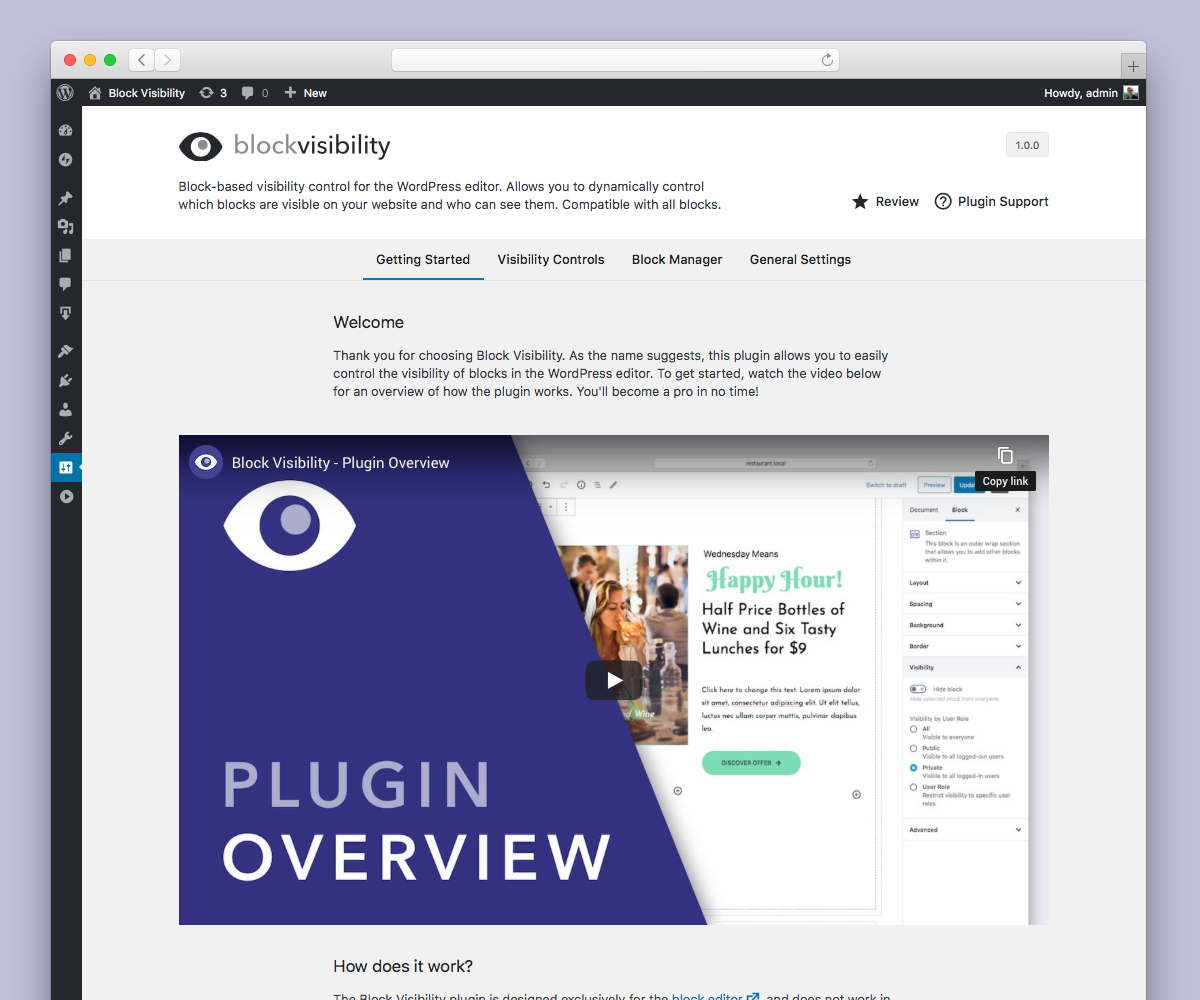 Block Visibility 3 0 New Howdy, admin
blockvisibility 1.0.0
Block-based visibility control for the WordPress editor. Allows you to dynamically control
which blocks are visible on your website and who can see them. Compatible with all blocks.
Review Plugin Support
Getting Started Visibility Controls Block Manager General Settings
Welcome
Thank you for choosing Block Visibility. As the name suggests, this plugin allows you to easily
control the visibility of blocks in the WordPress editor. To get started, watch the video below
for an overview of how the plugin works. You'll become a pro in no time!
Block Visibility - Plugin Overview
Copy link
PLUGIN
OVERVIEW
restaurant.local
Switch to draft Preview Upda
Wednesday Means
Happy Hour!
Half Price Bottles of
Wine and Six Tasty
Lunches for $9
Click here to change this text. Lorem ipsum dolor
sit amet, consectetur adipiscing elit. Ut elit tellus,
luctus nec ullam corper mattis, pulvinar dapibus
leo.
DISCOVER OFFER →
d Wine
Document Block
Section
This block is an outer wrap section
that allows you to add other blocks
within it.
Layout
Spacing
Background
Border
Visibility
Hide block
Hide selected block from everyone.
Visibility by User Role
All
Visible to everyone
Public
Visible to all logged-out users
Private
Visible to all logged-in users
User Role
Restrict visibility to specific user
roles
Advanced
How does it work?
The Block Visibility plugin is designed exclusively for the block editor, and does not work in